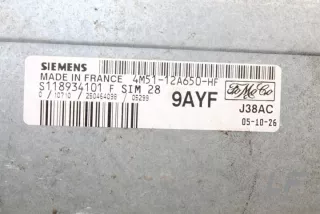 SIEMENS
MADE IN FRANCE 4M51-12A650-HF
S118934101 F SIM 28
9AYF
FoMoCo
J38AC
05-10-26